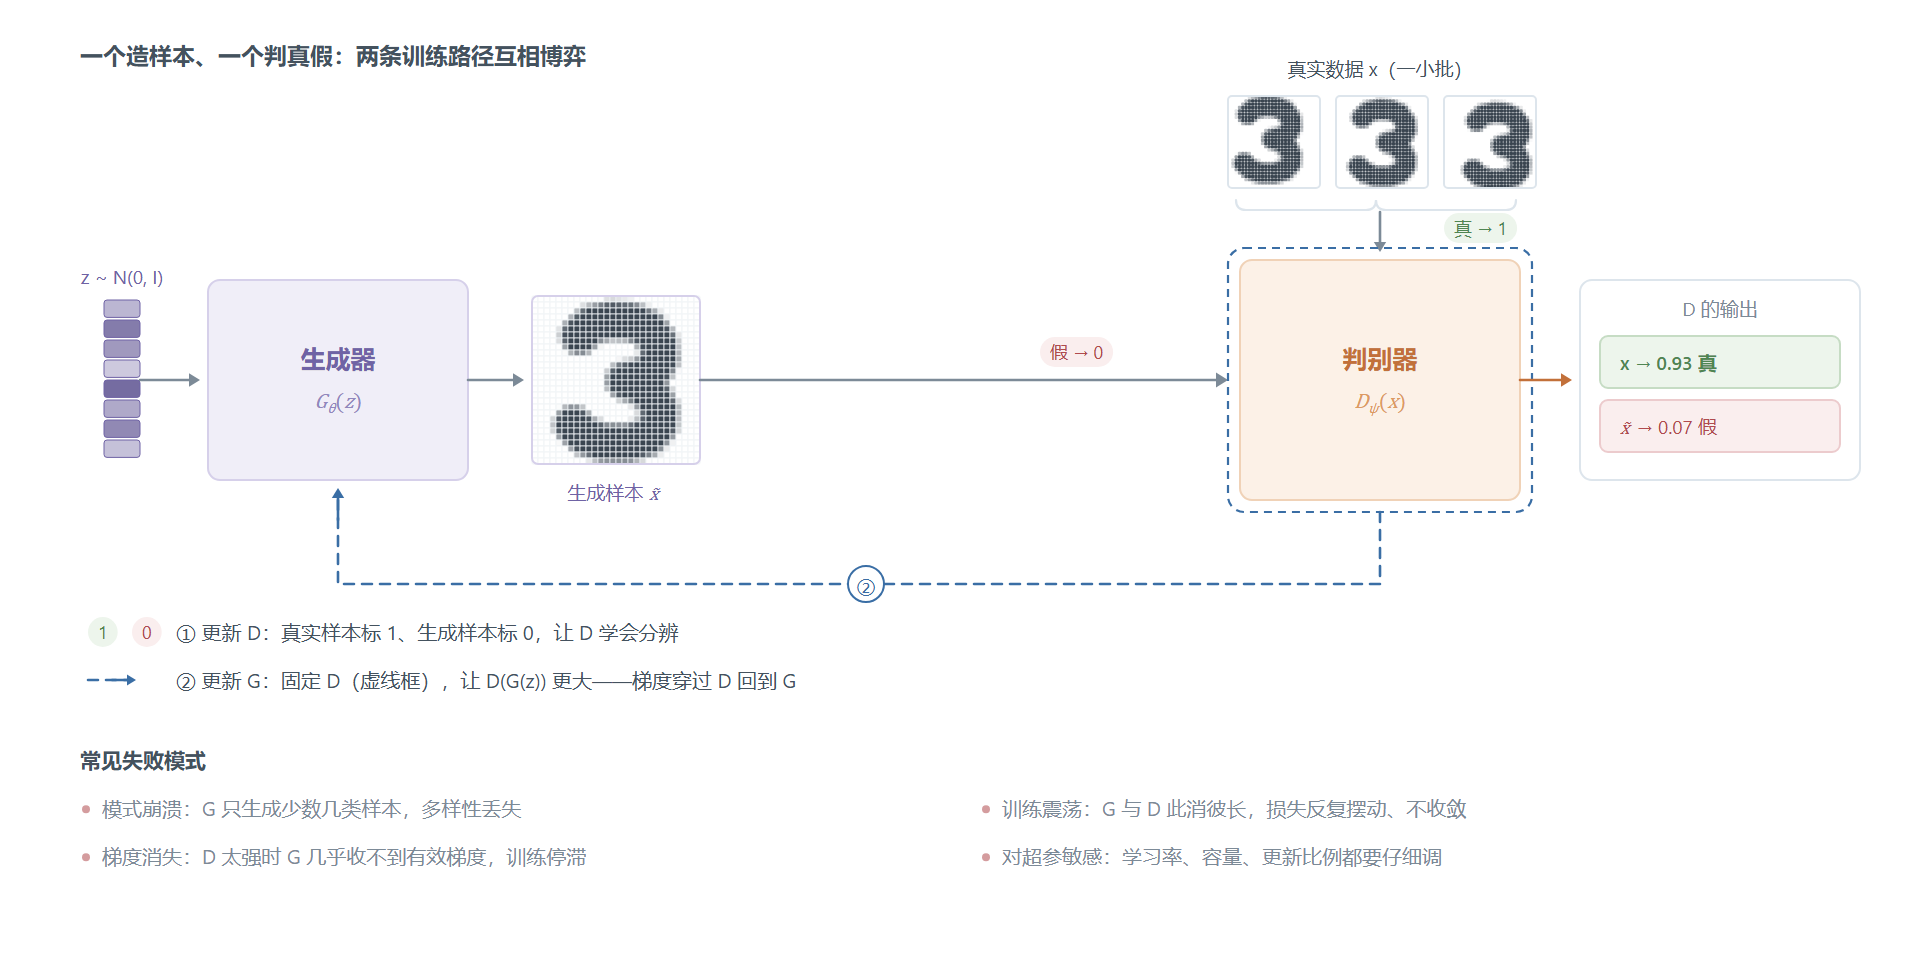 一个造样本、一个判真假：两条训练路径互相博弈
真实数据 x（一小批）
真 → 1
z ~ N(0, I)
生成器
G_θ(z)
生成样本 x̃
假 → 0
判别器
D_ψ(x)
D 的输出
x → 0.93 真
x̃ → 0.07 假
②
1 0 ① 更新 D：真实样本标 1、生成样本标 0，让 D 学会分辨
② 更新 G：固定 D（虚线框），让 D(G(z)) 更大——梯度穿过 D 回到 G
常见失败模式
模式崩溃：G 只生成少数几类样本，多样性丢失
训练震荡：G 与 D 此消彼长，损失反复摆动、不收敛
梯度消失：D 太强时 G 几乎收不到有效梯度，训练停滞
对超参敏感：学习率、容量、更新比例都要仔细调